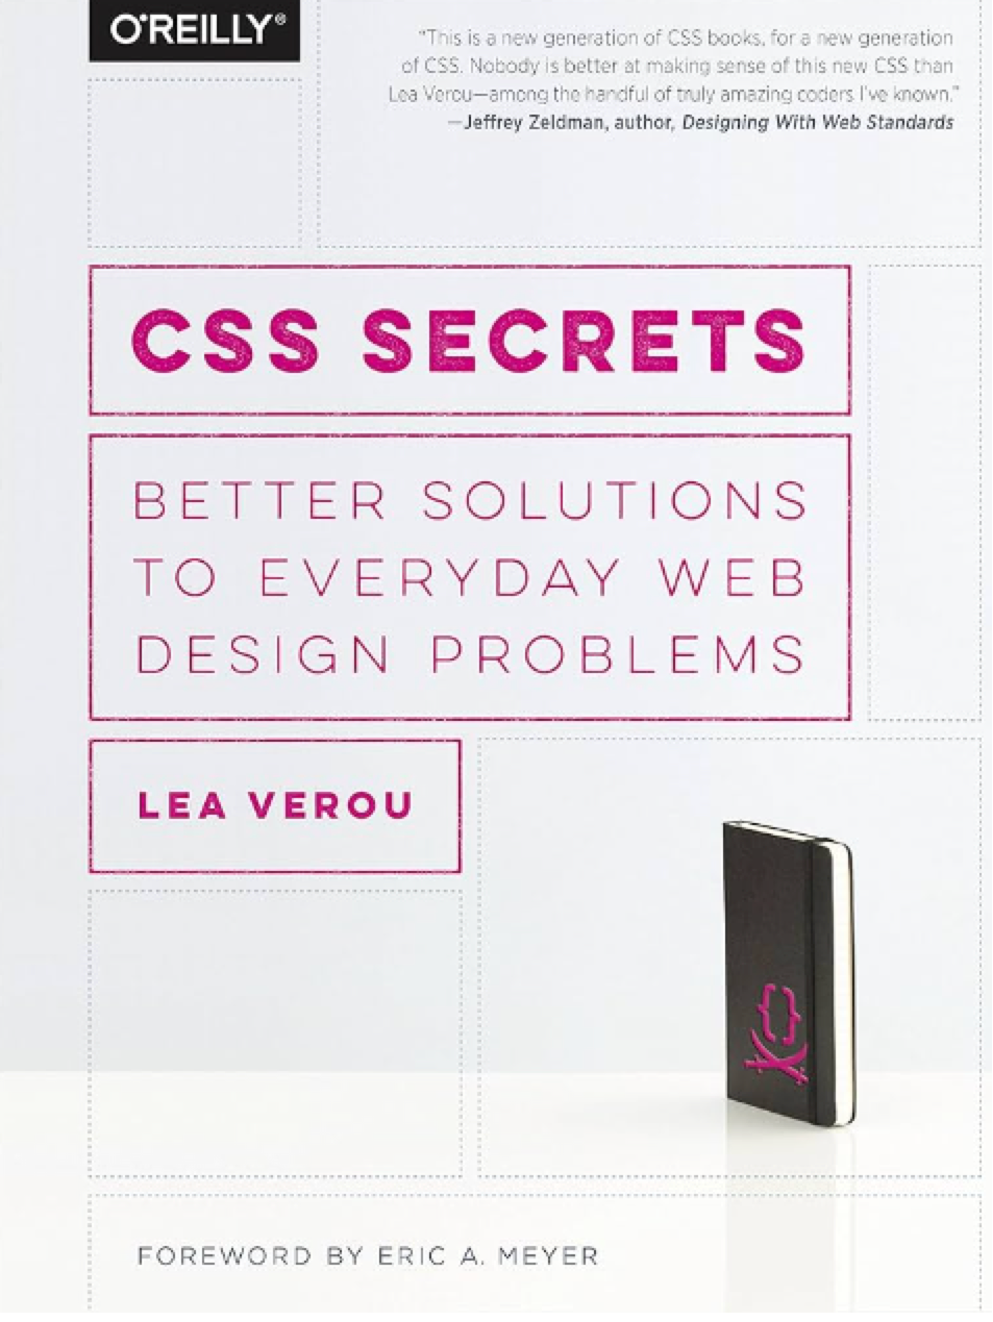 O'REILLY®
“This is a new generation of CSS books, for a new generation
of CSS. Nobody is better at making sense of this new CSS than
Lea Verou—among the handful of truly amazing coders I've known.”
—Jeffrey Zeldman, author, Designing With Web Standards
CSS SECRETS
BETTER SOLUTIONS
TO EVERYDAY WEB
DESIGN PROBLEMS
LEA VEROU
{}
FOREWORD BY ERIC A. MEYER